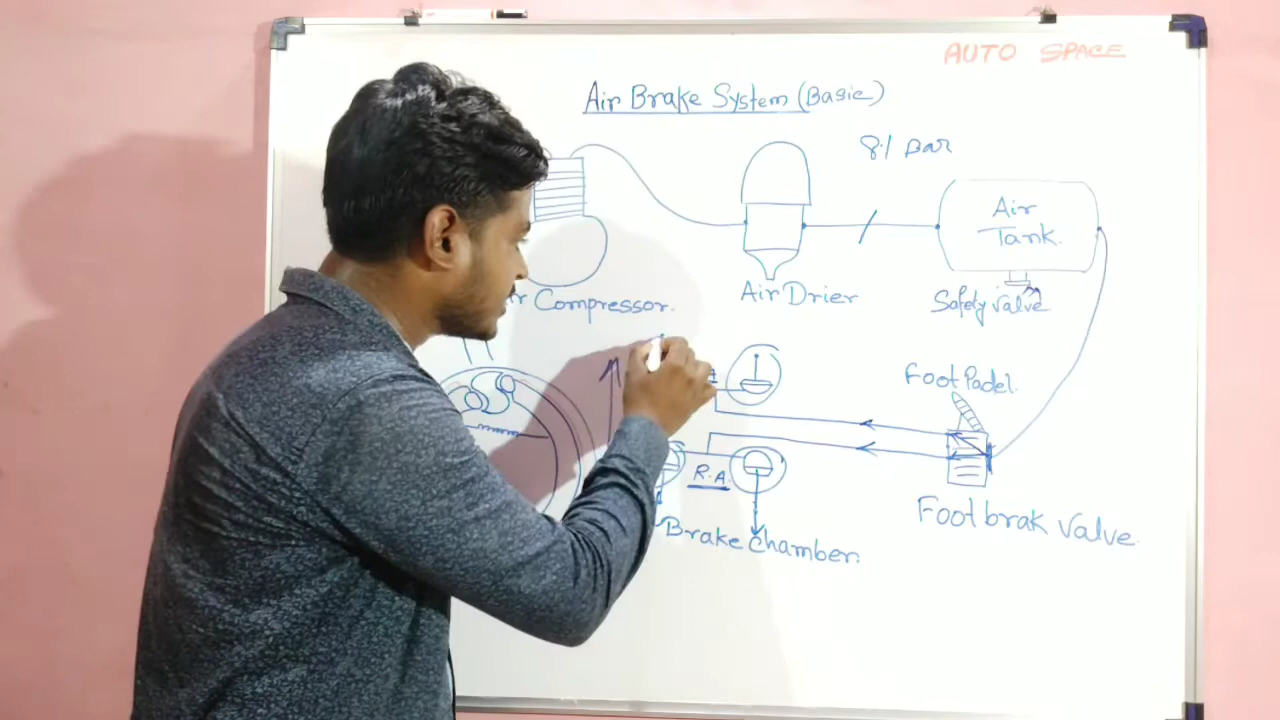 AUTO SPACE
Air Brake System (Basic)
8.1 Bar
Air
Tank.
Compressor.
Air Drier
Safety Valve
Foot Padel.
R.A.
Foot brak Valve.
Brake Chamber.